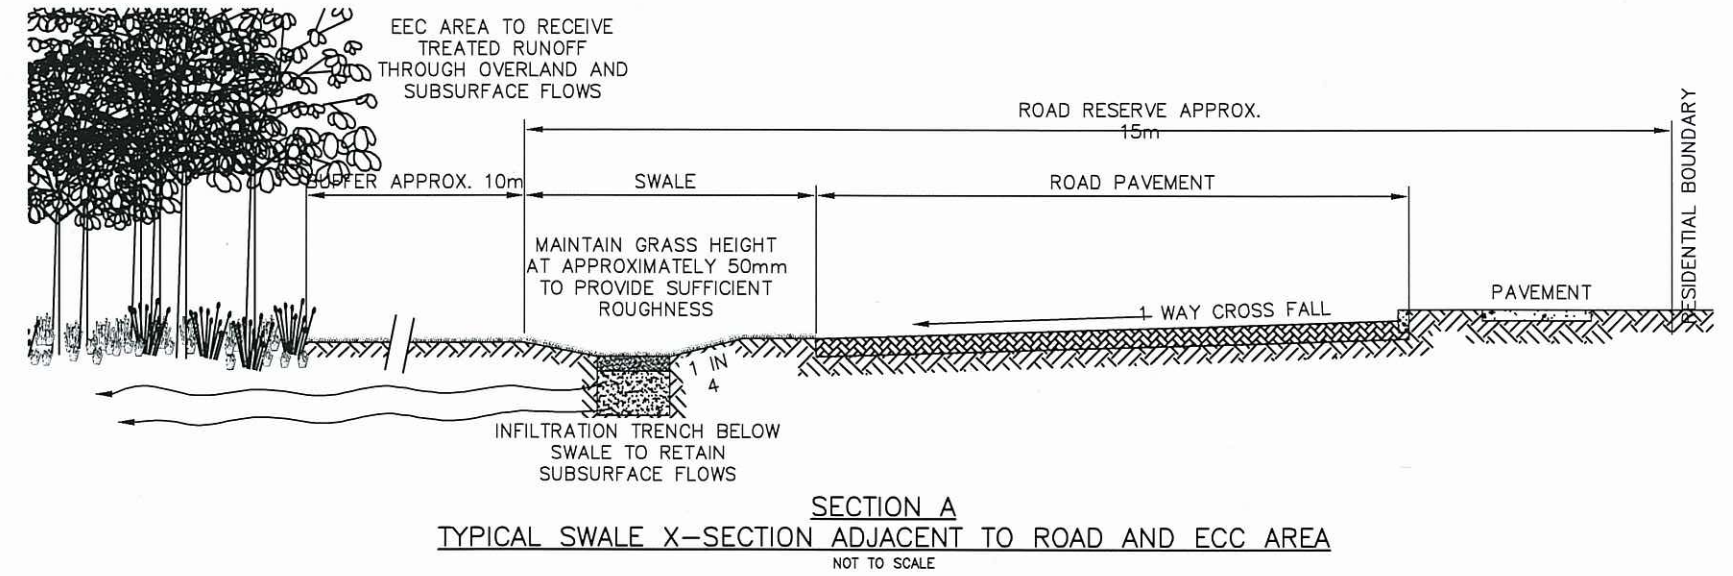 EEC AREA TO RECEIVE
TREATED RUNOFF
THROUGH OVERLAND AND
SUBSURFACE FLOWS
ROAD RESERVE APPROX.
15m
RESIDENTIAL BOUNDARY
BUFFER APPROX. 10m
SWALE
ROAD PAVEMENT
MAINTAIN GRASS HEIGHT
AT APPROXIMATELY 50mm
TO PROVIDE SUFFICIENT
ROUGHNESS
1 WAY CROSS FALL
PAVEMENT
1 IN
4
INFILTRATION TRENCH BELOW
SWALE TO RETAIN
SUBSURFACE FLOWS
SECTION A
TYPICAL SWALE X-SECTION ADJACENT TO ROAD AND ECC AREA
NOT TO SCALE